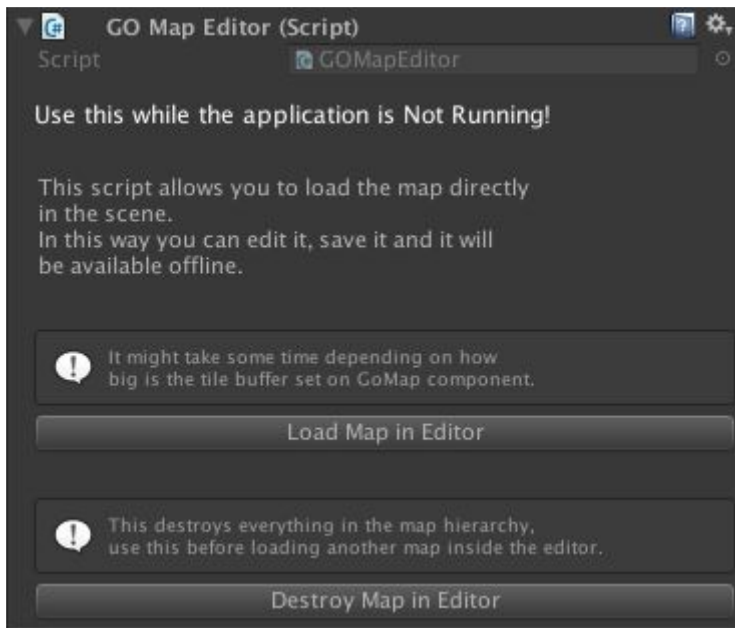 GO Map Editor (Script)
Script GOMapEditor
Use this while the application is Not Running!
This script allows you to load the map directly
in the scene.
In this way you can edit it, save it and it will
be available offline.
It might take some time depending on how
big is the tile buffer set on GoMap component.
Load Map in Editor
This destroys everything in the map hierarchy,
use this before loading another map inside the editor.
Destroy Map in Editor